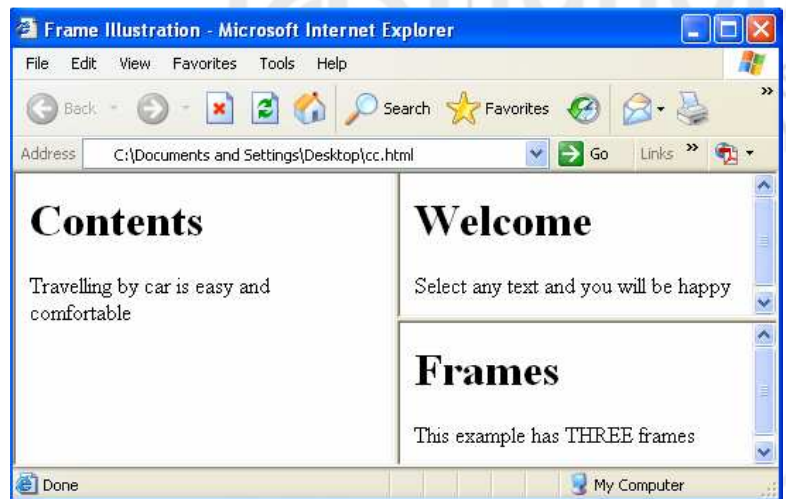 Frame Illustration - Microsoft Internet Explorer
File Edit View Favorites Tools Help
Back Search Favorites »
Address C:\Documents and Settings\Desktop\cc.html Go Links »
Contents
Travelling by car is easy and
comfortable
Welcome
Select any text and you will be happy
Frames
This example has THREE frames
Done My Computer